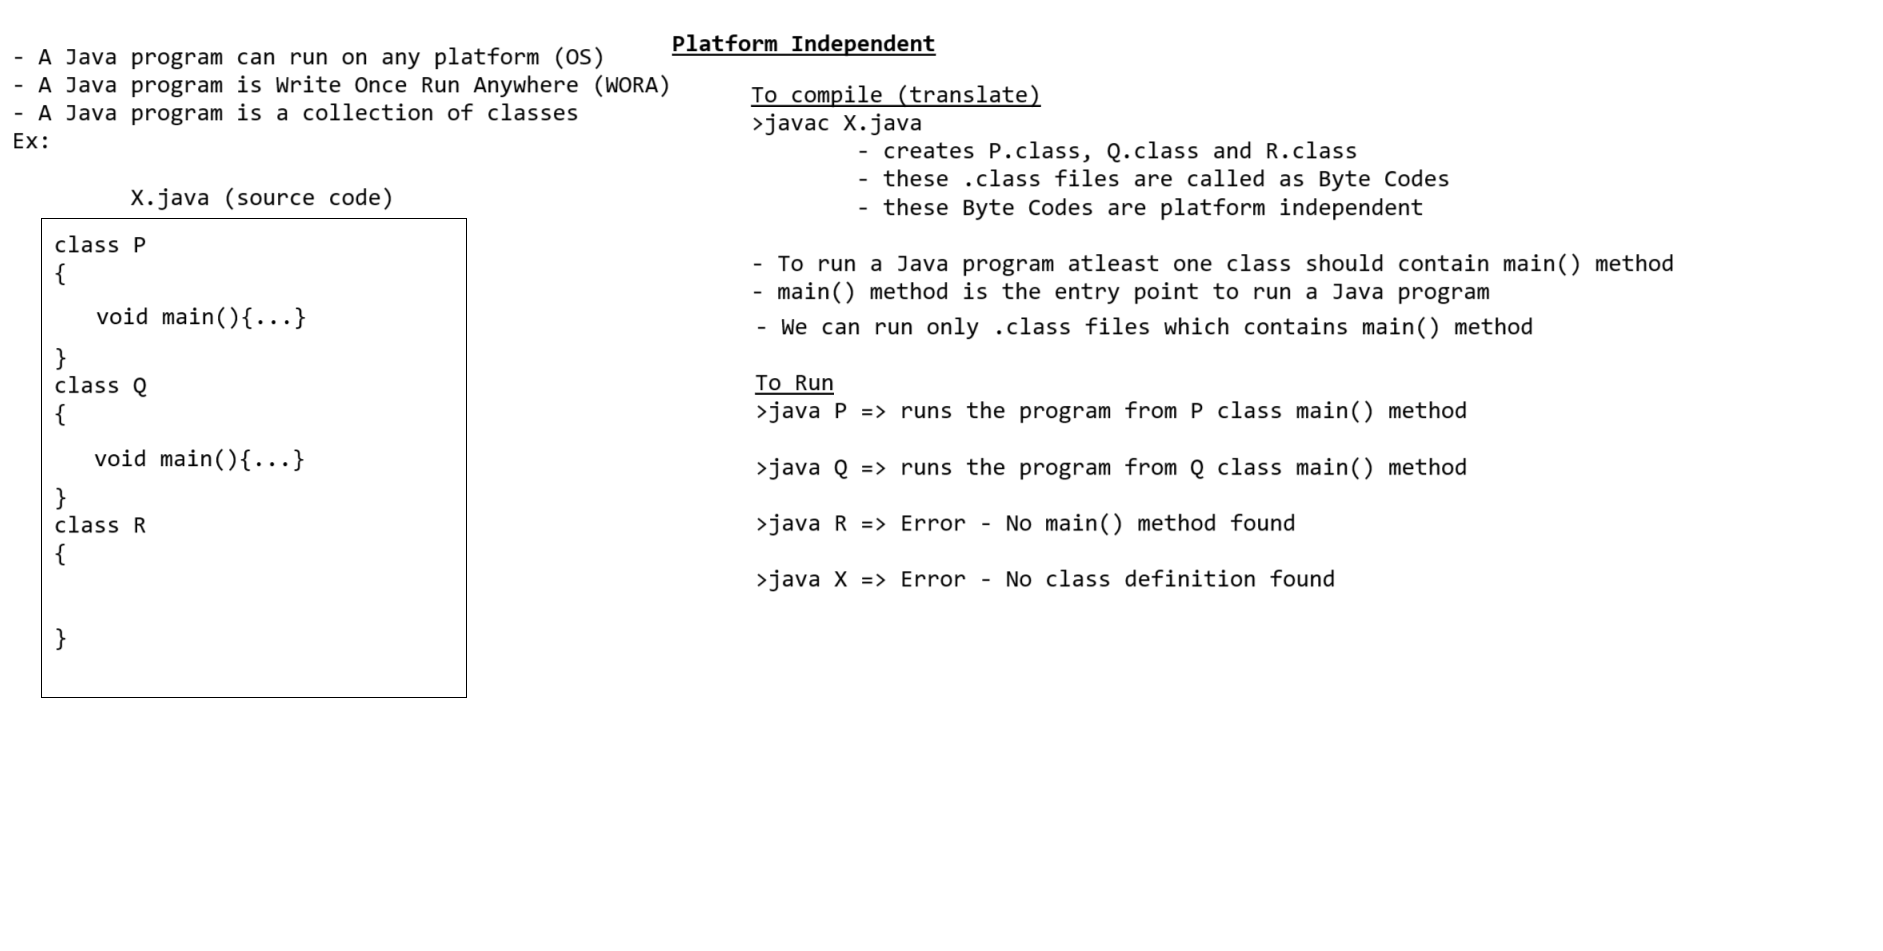 Platform Independent
- A Java program can run on any platform (OS)
- A Java program is Write Once Run Anywhere (WORA)
- A Java program is a collection of classes
Ex:
X.java (source code)
class P
{
void main(){...}
}
class Q
{
void main(){...}
}
class R
{
}
To compile (translate)
>javac X.java
- creates P.class, Q.class and R.class
- these .class files are called as Byte Codes
- these Byte Codes are platform independent
- To run a Java program atleast one class should contain main() method
- main() method is the entry point to run a Java program
- We can run only .class files which contains main() method
To Run
>java P => runs the program from P class main() method
>java Q => runs the program from Q class main() method
>java R => Error - No main() method found
>java X => Error - No class definition found